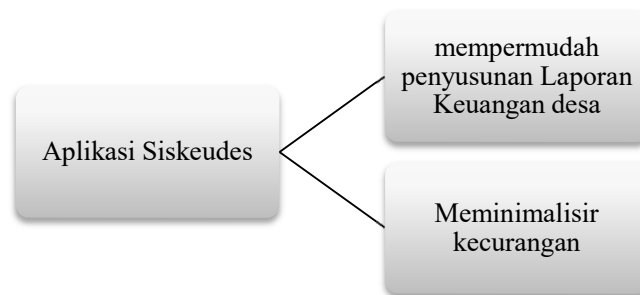 Aplikasi Siskeudes
mempermudah
penyusunan Laporan
Keuangan desa
Meminimalisir
kecurangan